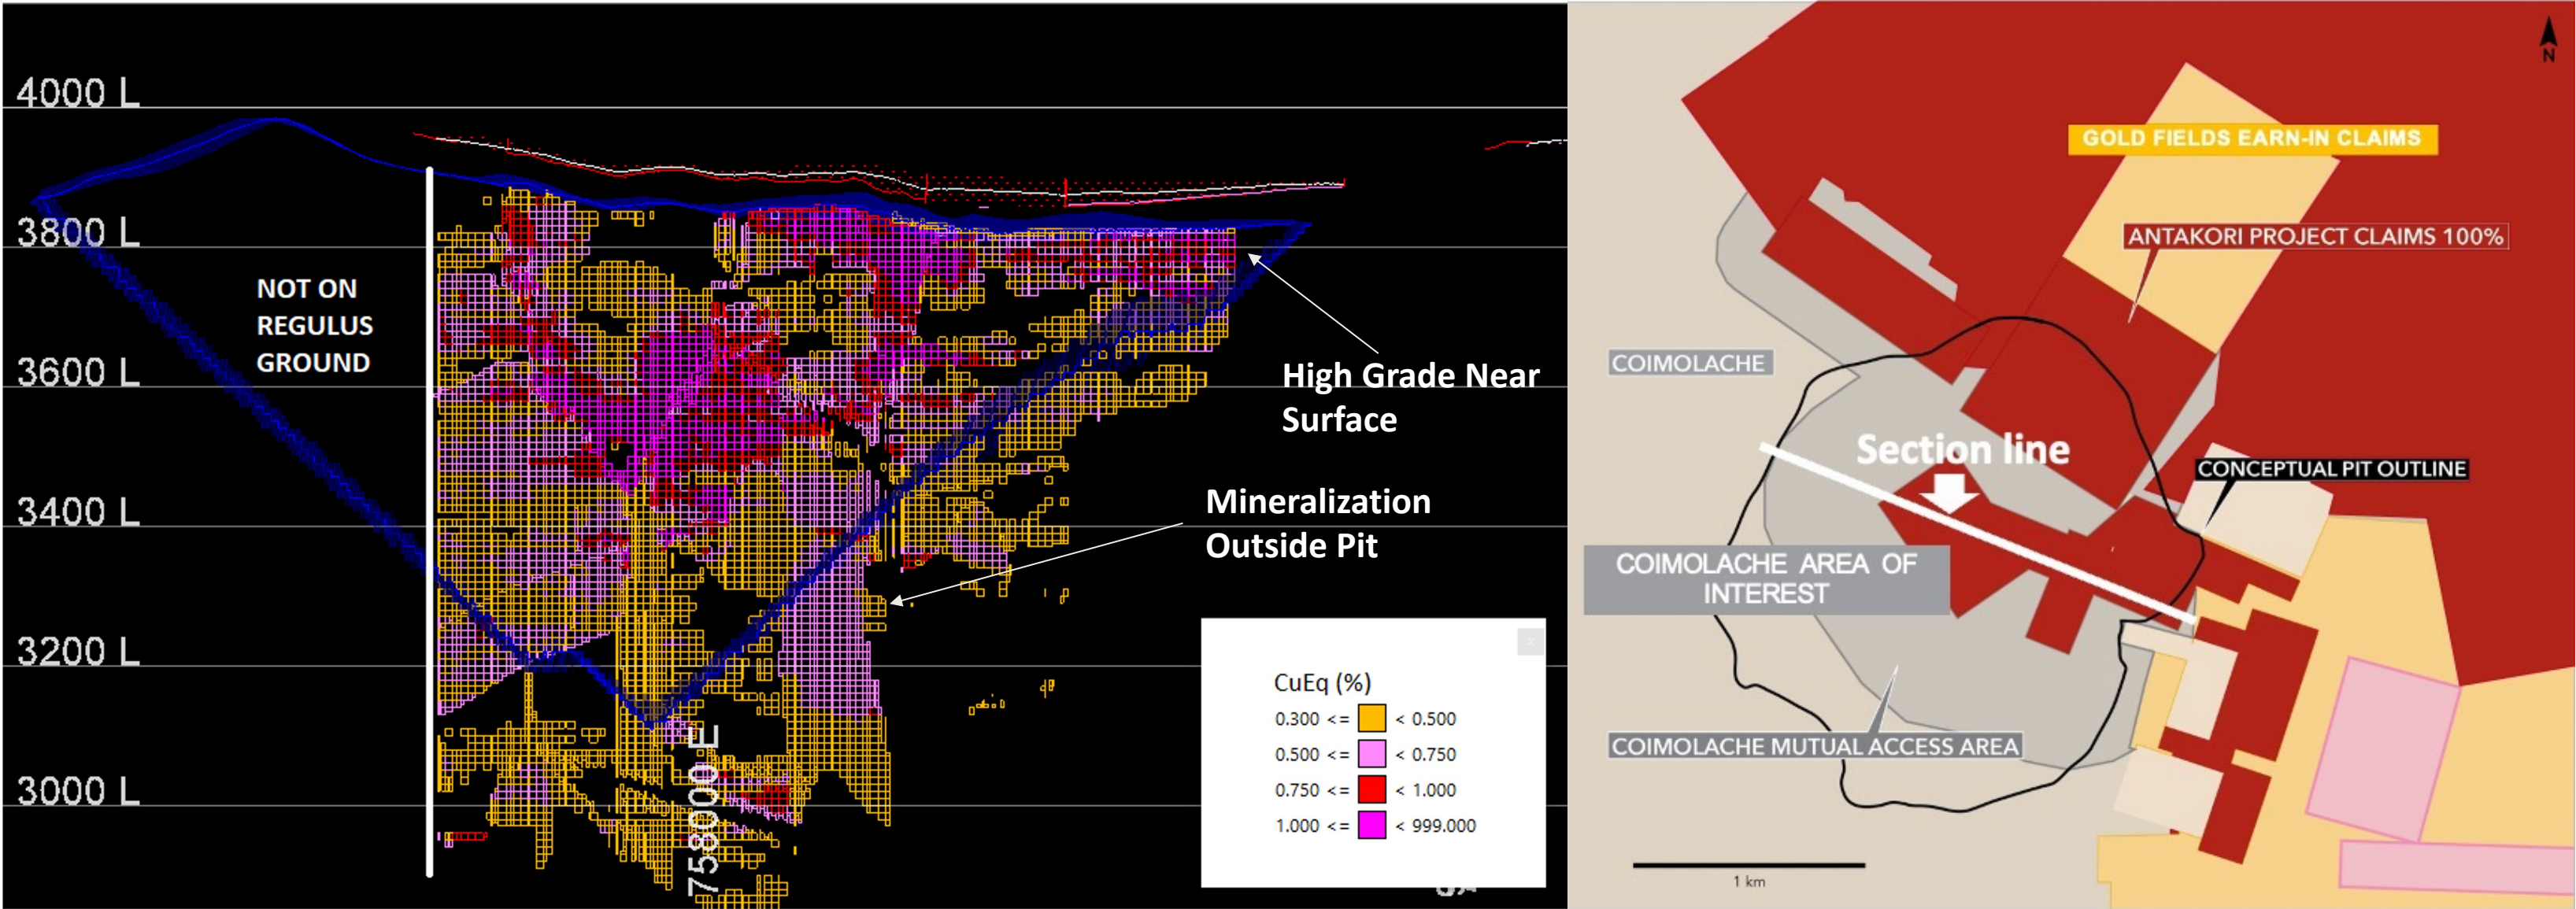 4000 L
3800 L
3600 L
3400 L
3200 L
3000 L
NOT ON
REGULUS
GROUND
High Grade Near
Surface
Mineralization
Outside Pit
758000 E
CuEq (%)
0.300 <= < 0.500
0.500 <= < 0.750
0.750 <= < 1.000
1.000 <= < 999.000
N
GOLD FIELDS EARN-IN CLAIMS
ANTAKORI PROJECT CLAIMS 100%
COIMOLACHE
Section line
CONCEPTUAL PIT OUTLINE
COIMOLACHE AREA OF
INTEREST
COIMOLACHE MUTUAL ACCESS AREA
1 km